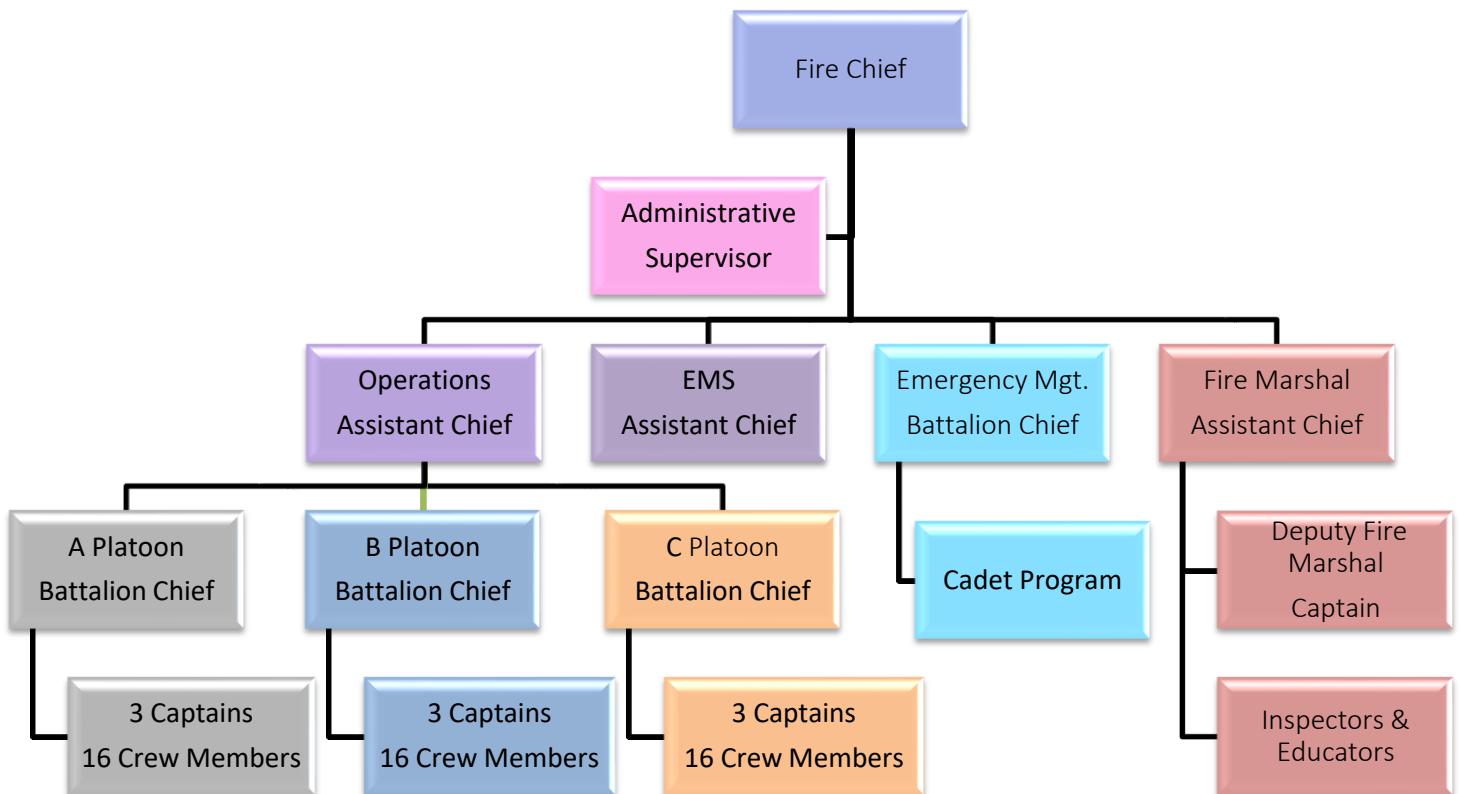 Fire Chief
Administrative
Supervisor
Operations
Assistant Chief
EMS
Assistant Chief
Emergency Mgt.
Battalion Chief
Fire Marshal
Assistant Chief
A Platoon
Battalion Chief
B Platoon
Battalion Chief
C Platoon
Battalion Chief
Cadet Program
Deputy Fire
Marshal
Captain
3 Captains
16 Crew Members
3 Captains
16 Crew Members
3 Captains
16 Crew Members
Inspectors &
Educators